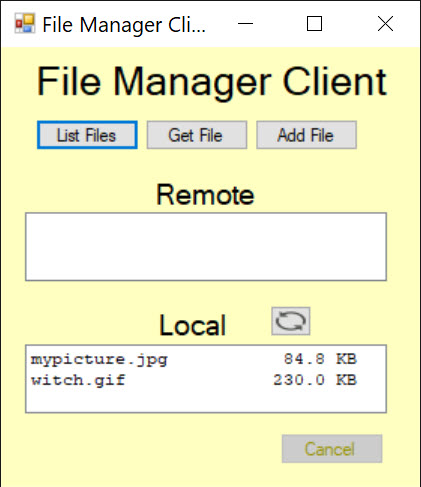 File Manager Cli...
File Manager Client
List Files Get File Add File
Remote
Local
mypicture.jpg 84.8 KB
witch.gif 230.0 KB
Cancel